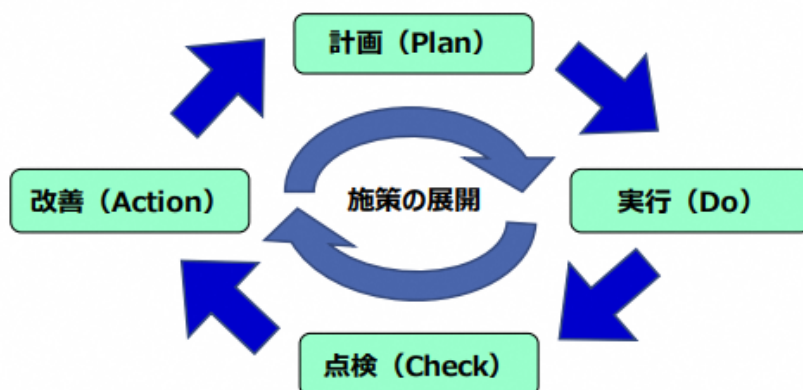 計画（Plan）
改善（Action）
施策の展開
実行（Do）
点検（Check）